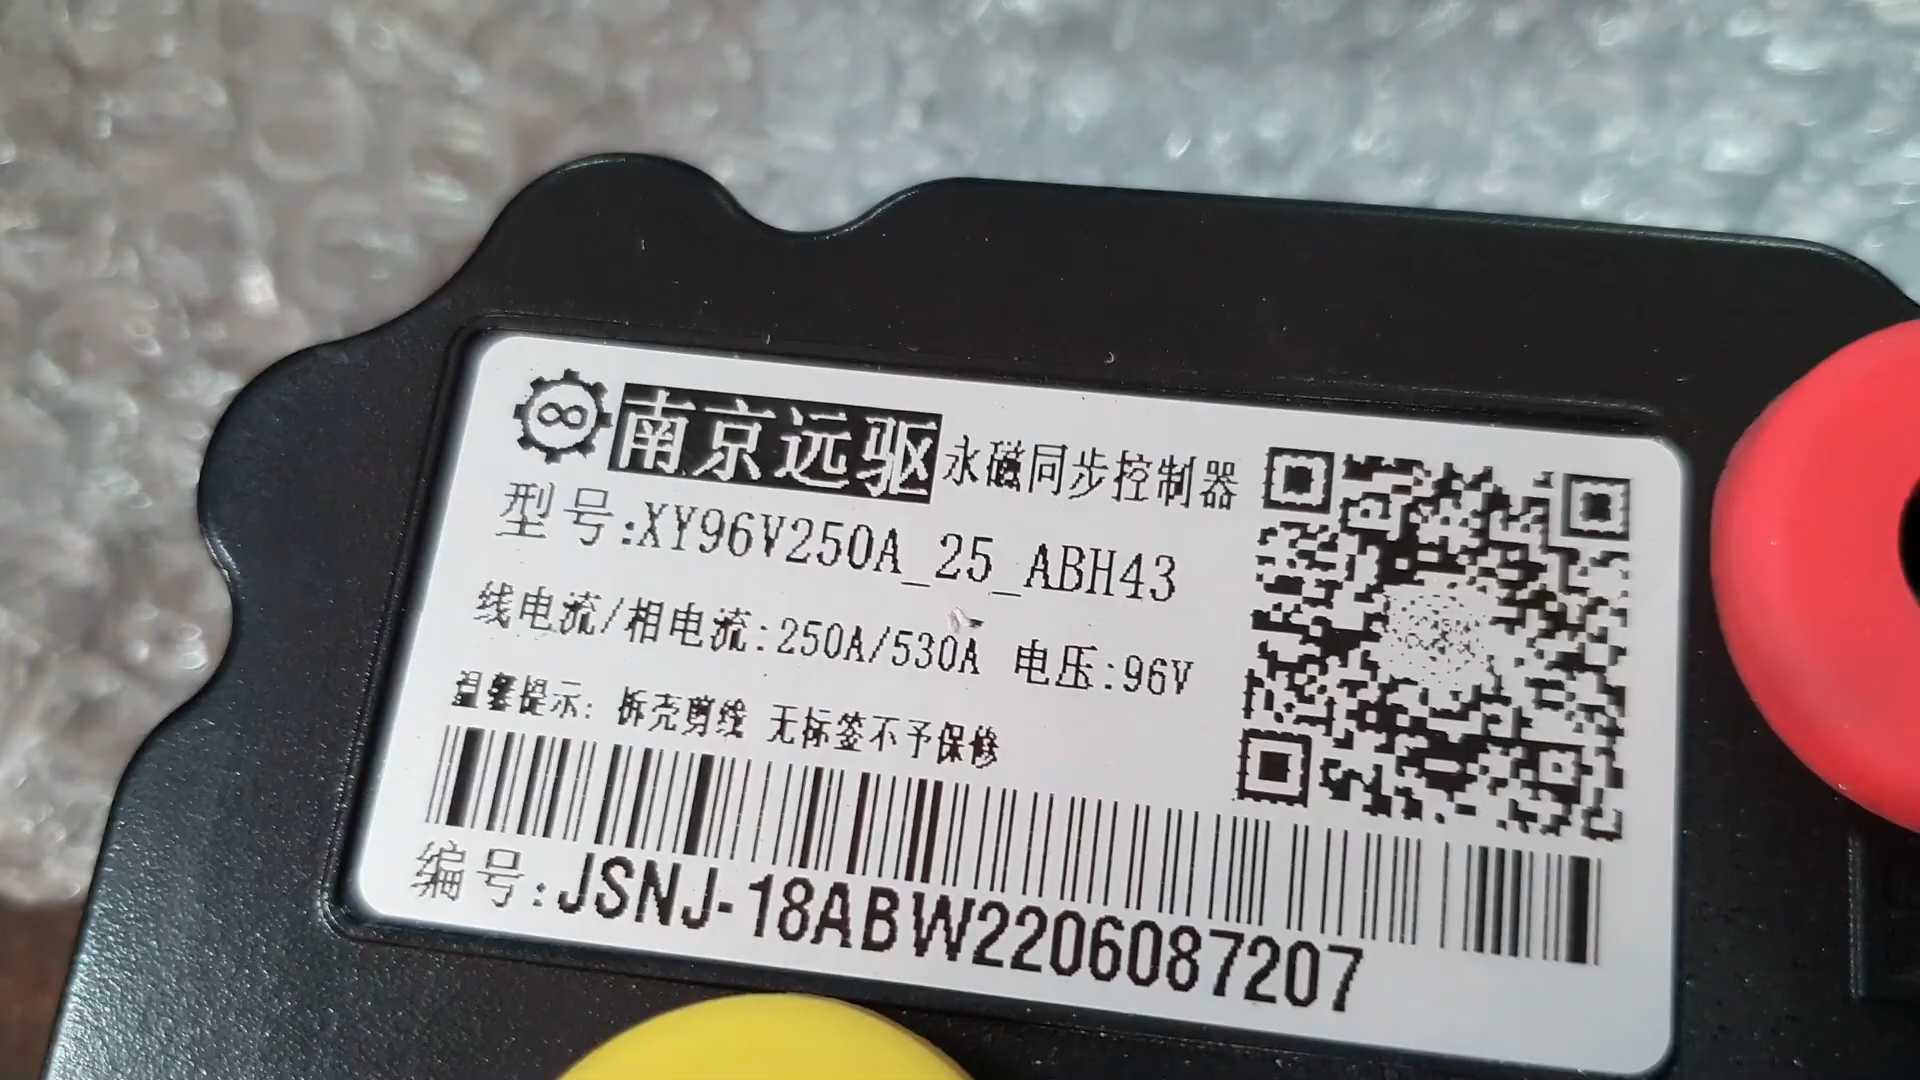 南京远驱 永磁同步控制器
型号:XY96V250A_25_ABH43
线电流/相电流:250A/530A 电压:96V
温馨提示: 拆壳剪线 无标签不予保修
编号:JSNJ-18ABW2206087207